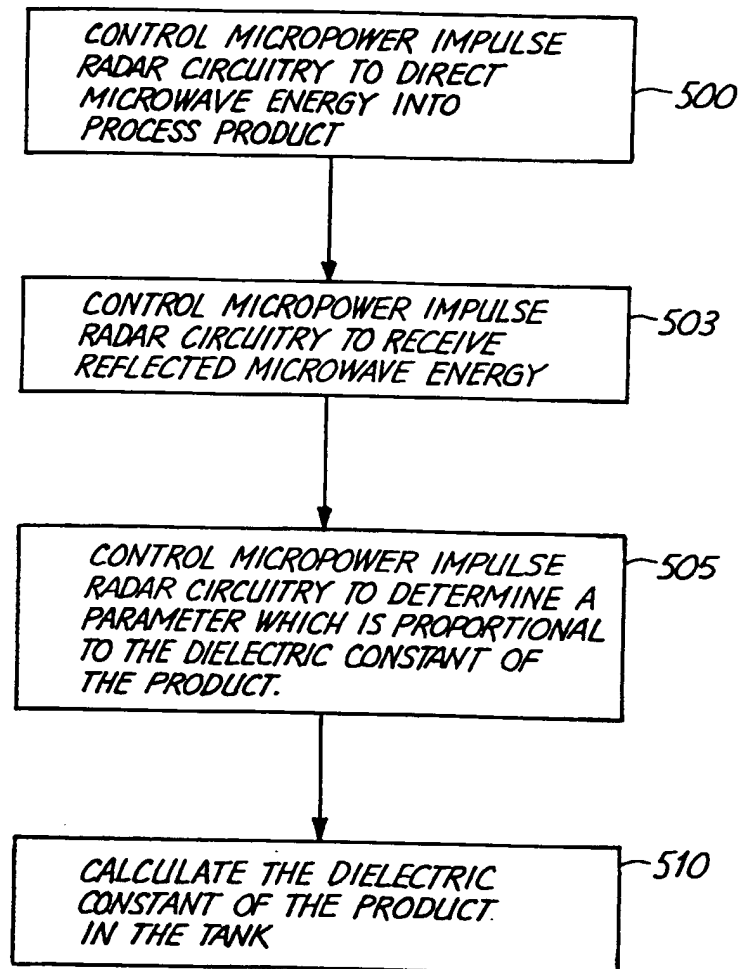 CONTROL MICROPOWER IMPULSE
RADAR CIRCUITRY TO DIRECT
MICROWAVE ENERGY INTO
PROCESS PRODUCT
500
CONTROL MICROPOWER IMPULSE
RADAR CIRCUITRY TO RECEIVE
REFLECTED MICROWAVE ENERGY
503
CONTROL MICROPOWER IMPULSE
RADAR CIRCUITRY TO DETERMINE A
PARAMETER WHICH IS PROPORTIONAL
TO THE DIELECTRIC CONSTANT OF
THE PRODUCT.
505
CALCULATE THE DIELECTRIC
CONSTANT OF THE PRODUCT
IN THE TANK
510